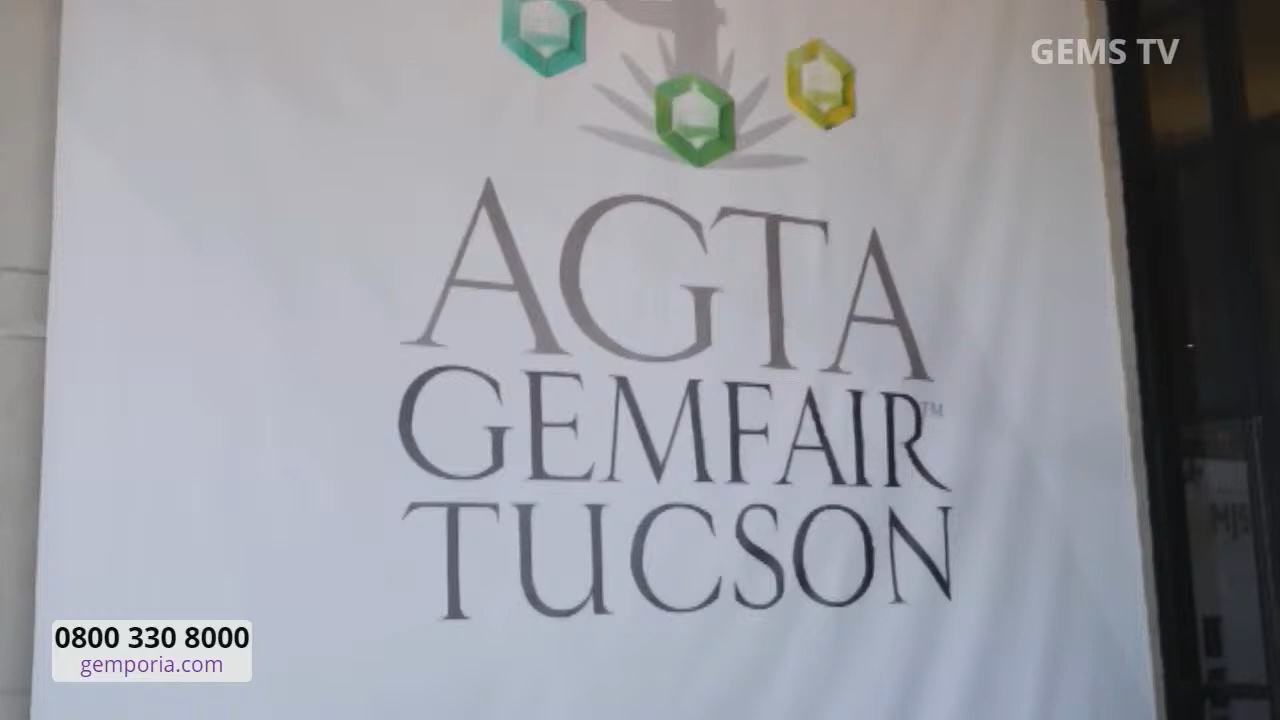 GEMS TV
AGTA
GEMFAIR™
TUCSON
0800 330 8000
gemporia.com